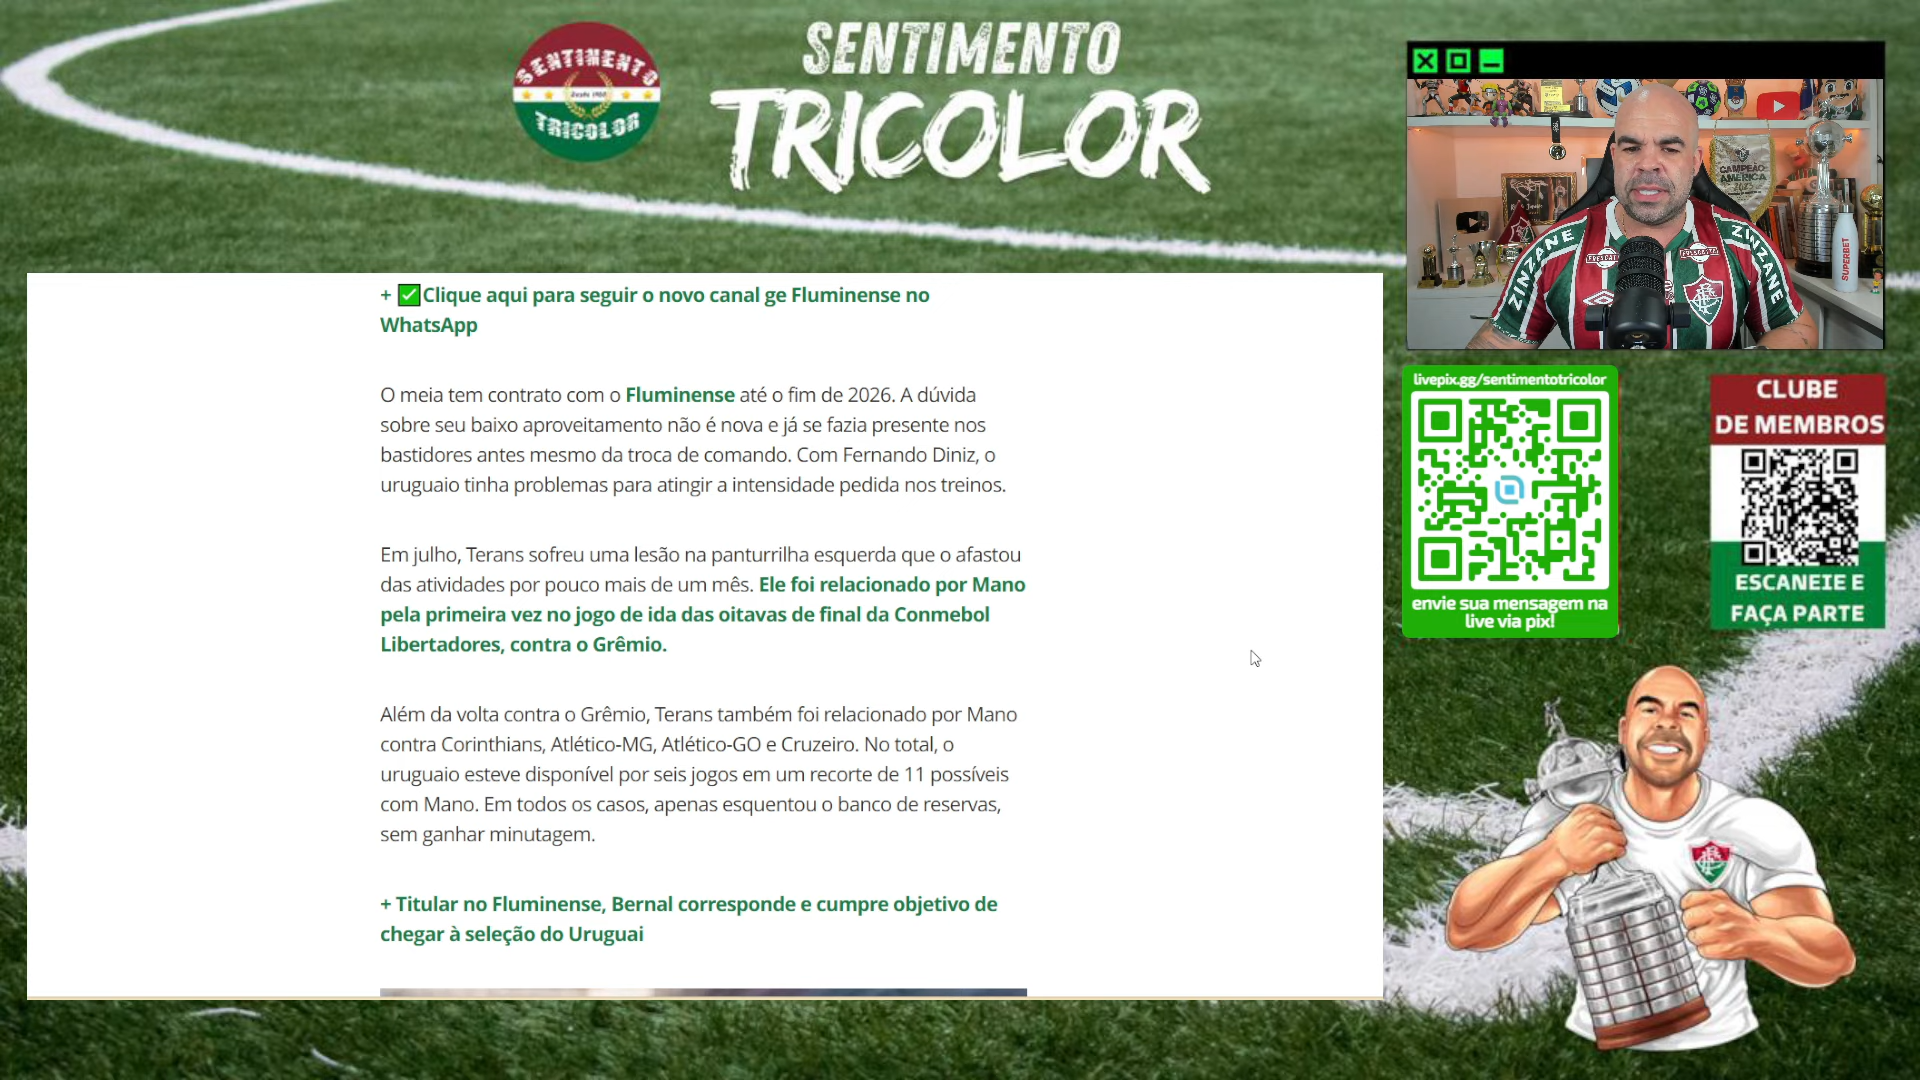 SENTIMENTO
TRICOLOR
SENTIMENTO
Desde 1902
TRICOLOR
+ ✅Clique aqui para seguir o novo canal ge Fluminense no
WhatsApp
O meia tem contrato com o Fluminense até o fim de 2026. A dúvida
sobre seu baixo aproveitamento não é nova e já se fazia presente nos
bastidores antes mesmo da troca de comando. Com Fernando Diniz, o
uruguaio tinha problemas para atingir a intensidade pedida nos treinos.
Em julho, Terans sofreu uma lesão na panturrilha esquerda que o afastou
das atividades por pouco mais de um mês. Ele foi relacionado por Mano
pela primeira vez no jogo de ida das oitavas de final da Conmebol
Libertadores, contra o Grêmio.
Além da volta contra o Grêmio, Terans também foi relacionado por Mano
contra Corinthians, Atlético-MG, Atlético-GO e Cruzeiro. No total, o
uruguaio esteve disponível por seis jogos em um recorte de 11 possíveis
com Mano. Em todos os casos, apenas esquentou o banco de reservas,
sem ganhar minutagem.
+ Titular no Fluminense, Bernal corresponde e cumpre objetivo de
chegar à seleção do Uruguai
CAMPEÃO
AMERICA
2023
ZINZANE
ZINZANE
SUPERBET
livepix.gg/sentimentotricolor
envie sua mensagem na
live via pix!
CLUBE
DE MEMBROS
ESCANEIE E
FAÇA PARTE